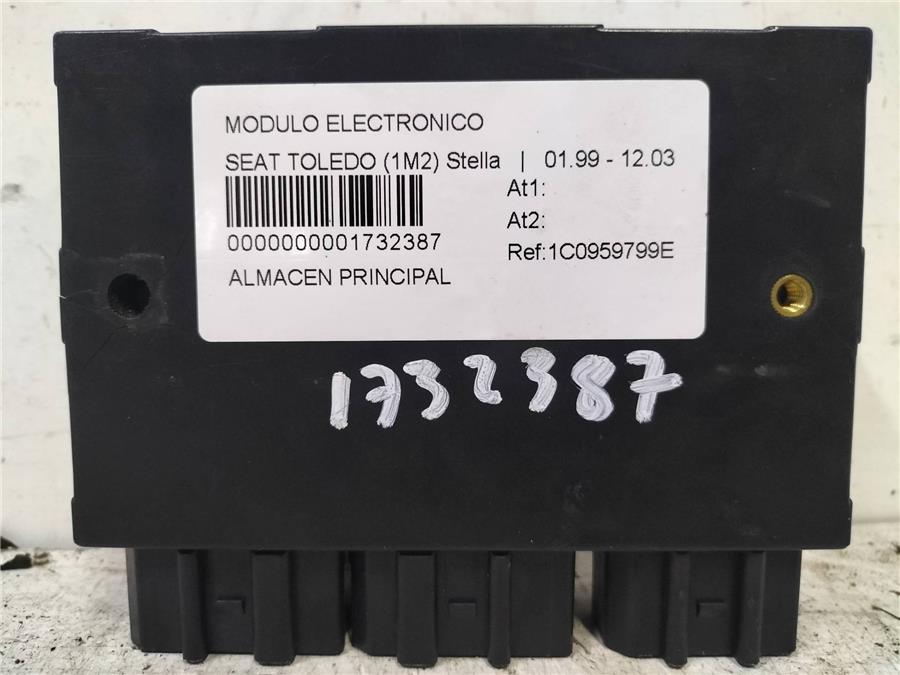 MODULO ELECTRONICO
SEAT TOLEDO (1M2) Stella | 01.99 - 12.03
At1:
At2:
0000000001732387
Ref:1C0959799E
ALMACEN PRINCIPAL
1732387